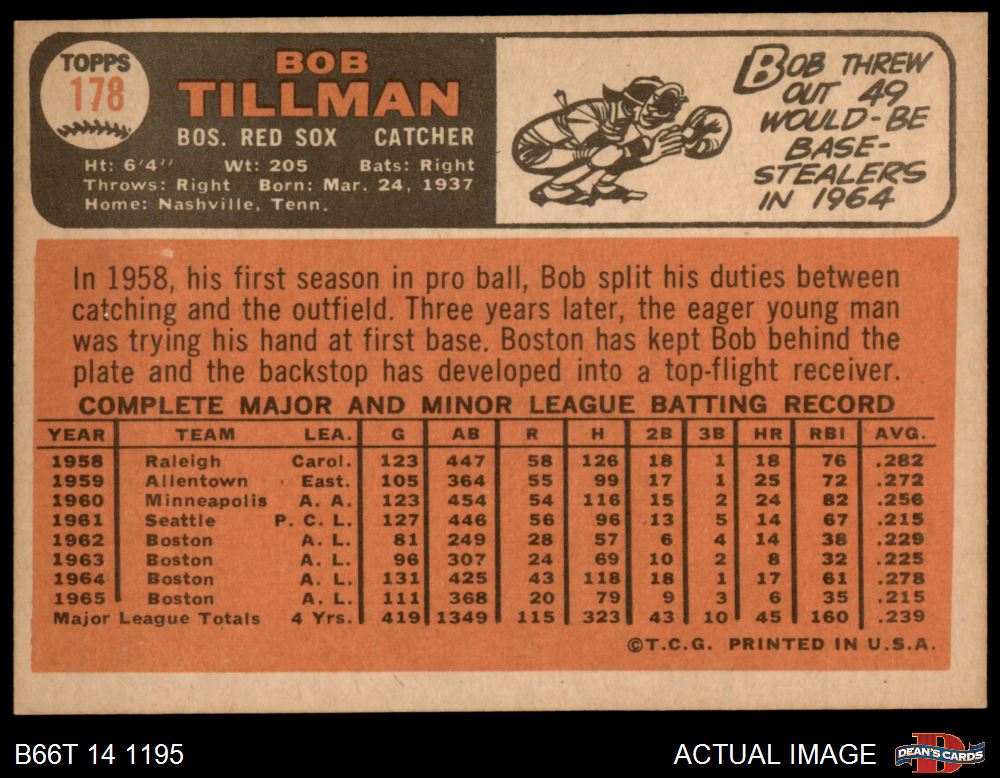 TOPPS
178
BOB
TILLMAN
BOS. RED SOX CATCHER
Ht: 6'4" Wt: 205 Bats: Right
Throws: Right Born: Mar. 24, 1937
Home: Nashville, Tenn.
BOB THREW
OUT 49
WOULD-BE
BASE-
STEALERS
IN 1964
In 1958, his first season in pro ball, Bob split his duties between
catching and the outfield. Three years later, the eager young man
was trying his hand at first base. Boston has kept Bob behind the
plate and the backstop has developed into a top-flight receiver.
COMPLETE MAJOR AND MINOR LEAGUE BATTING RECORD
YEAR TEAM LEA. G AB R H 2B 3B HR RBI AVG.
1958 Raleigh Carol. 123 447 58 126 18 1 18 76 .282
1959 Allentown East. 105 364 55 99 17 1 25 72 .272
1960 Minneapolis A. A. 123 454 54 116 15 2 24 82 .256
1961 Seattle P. C. L. 127 446 56 96 13 5 14 67 .215
1962 Boston A. L. 81 249 28 57 6 4 14 38 .229
1963 Boston A. L. 96 307 24 69 10 2 8 32 .225
1964 Boston A. L. 131 425 43 118 18 1 17 61 .278
1965 Boston A. L. 111 368 20 79 9 3 6 35 .215
Major League Totals 4 Yrs. 419 1349 115 323 43 10 45 160 .239
©T.C.G. PRINTED IN U.S.A.
B66T 14 1195
ACTUAL IMAGE
DEAN'S CARDS